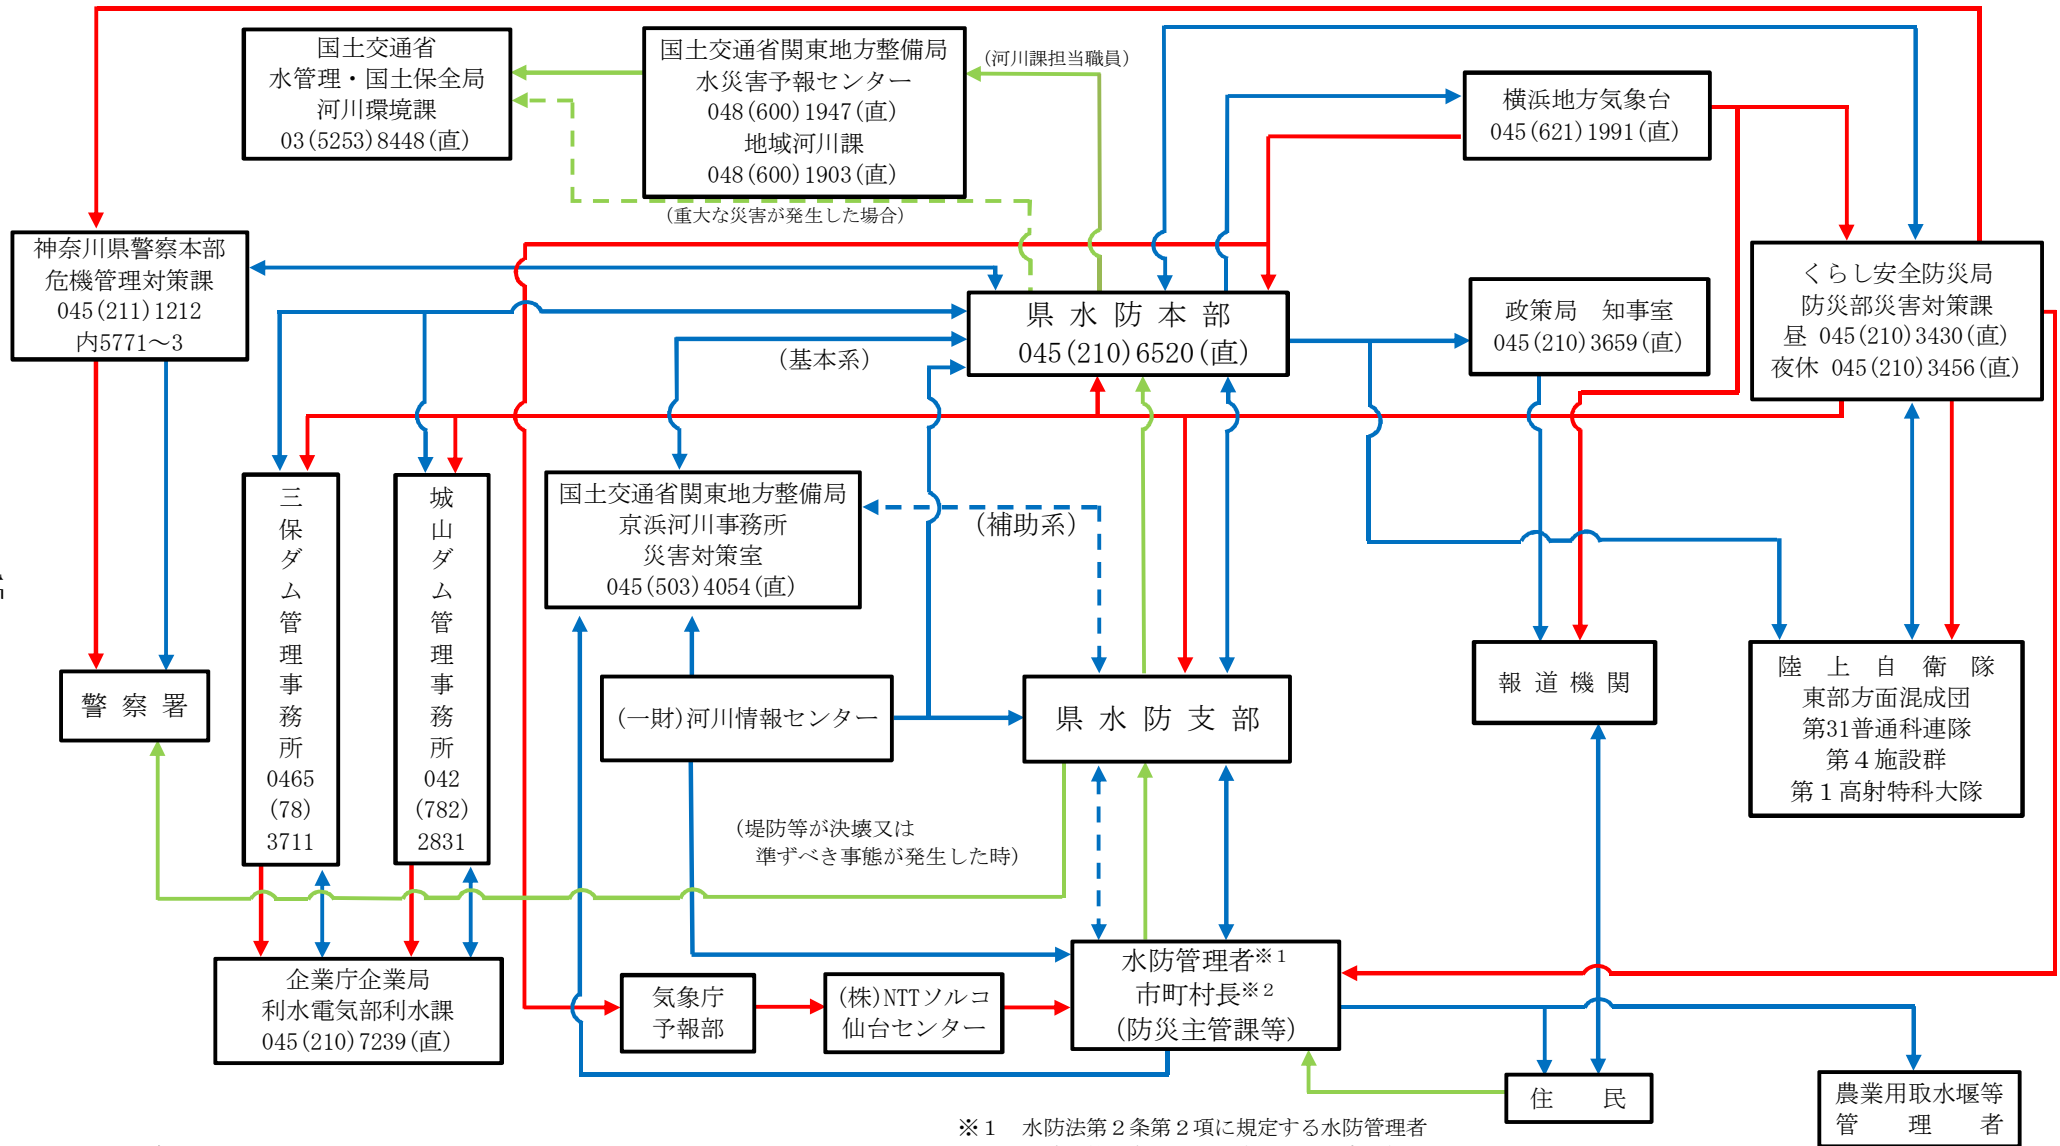 国土交通省
水管理・国土保全局
河川環境課
03(5253)8448(直)
国土交通省関東地方整備局
水災害予報センター
048(600)1947(直)
地域河川課
048(600)1903(直)
(河川課担当職員)
(重大な災害が発生した場合)
横浜地方気象台
045(621)1991(直)
神奈川県警察本部
危機管理対策課
045(211)1212
内5771～3
県水防本部
045(210)6520(直)
(基本系)
政策局　知事室
045(210)3659(直)
くらし安全防災局
防災部災害対策課
昼 045(210)3430(直)
夜休 045(210)3456(直)
三保ダム管理事務所
0465
(78)
3711
城山ダム管理事務所
042
(782)
2831
国土交通省関東地方整備局
京浜河川事務所
災害対策室
045(503)4054(直)
(補助系)
警察署
(一財)河川情報センター
県水防支部
報道機関
陸上自衛隊
東部方面混成団
第31普通科連隊
第４施設群
第１高射特科大隊
(堤防等が決壊又は
準ずべき事態が発生した時)
企業庁企業局
利水電気部利水課
045(210)7239(直)
気象庁
予報部
(株)NTTソルコ
仙台センター
水防管理者※1
市町村長※2
(防災主管課等)
住　民
農業用取水堰等
管理者
※１　水防法第２条第２項に規定する水防管理者